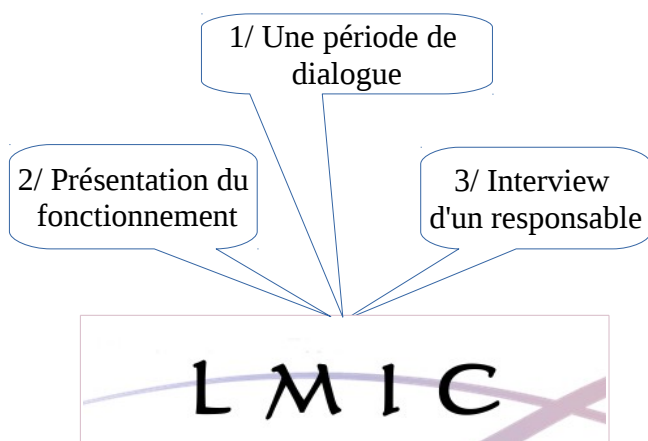 1/ Une période de
dialogue
2/ Présentation du
fonctionnement
3/ Interview
d'un responsable
LMIC